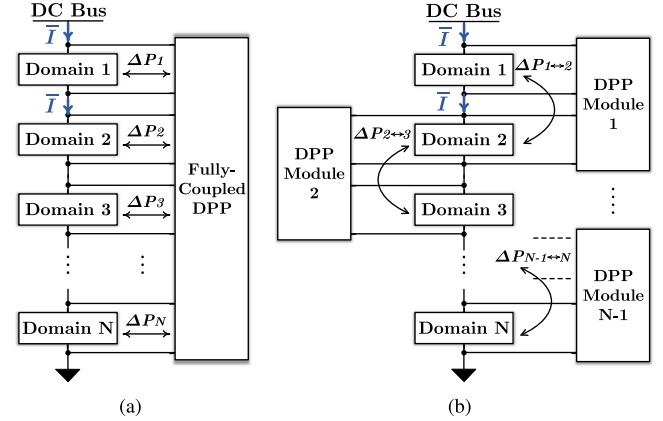 DC Bus
I
Domain 1
ΔP1
I
Domain 2
ΔP2
Domain 3
ΔP3
Fully-
Coupled
DPP
Domain N
ΔPN
(a)
DC Bus
I
Domain 1
ΔP1↔2
DPP
Module
1
I
Domain 2
ΔP2↔3
DPP
Module
2
Domain 3
ΔPN-1↔N
DPP
Module
N-1
Domain N
(b)